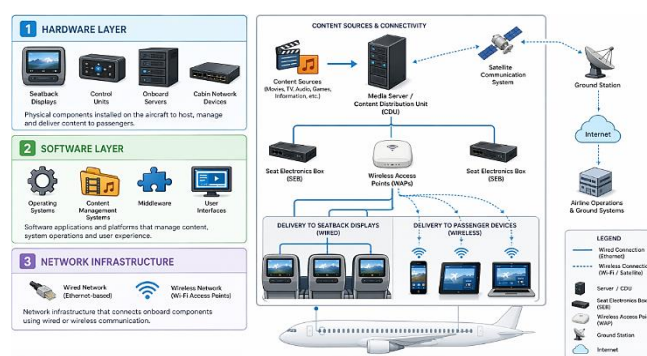 1 HARDWARE LAYER
Seatback
Displays
Control
Units
Onboard
Servers
Cabin Network
Devices
Physical components installed on the aircraft to host, manage
and deliver content to passengers.
2 SOFTWARE LAYER
Operating
Systems
Content
Management
Systems
Middleware
User
Interfaces
Software applications and platforms that manage content,
system operations and user experience.
3 NETWORK INFRASTRUCTURE
Wired Network
(Ethernet-based)
Wireless Network
(Wi-Fi Access Points)
Network infrastructure that connects onboard components
using wired or wireless communication.
CONTENT SOURCES & CONNECTIVITY
Content Sources
(Movies, TV, Audio, Games,
Information, etc.)
Media Server /
Content Distribution Unit
(CDU)
Satellite
Communication
System
Ground Station
Internet
Airline Operations
& Ground Systems
Seat Electronics Box
(SEB)
Wireless Access
Points (WAPs)
Seat Electronics Box
(SEB)
DELIVERY TO SEATBACK DISPLAYS
(WIRED)
DELIVERY TO PASSENGER DEVICES
(WIRELESS)
LEGEND
Wired Connection
(Ethernet)
Wireless Connectio
(Wi-Fi / Satellite)
Server / CDU
Seat Electronics Box
(SEB)
Wireless Access Poi
(WAP)
Ground Station
Internet